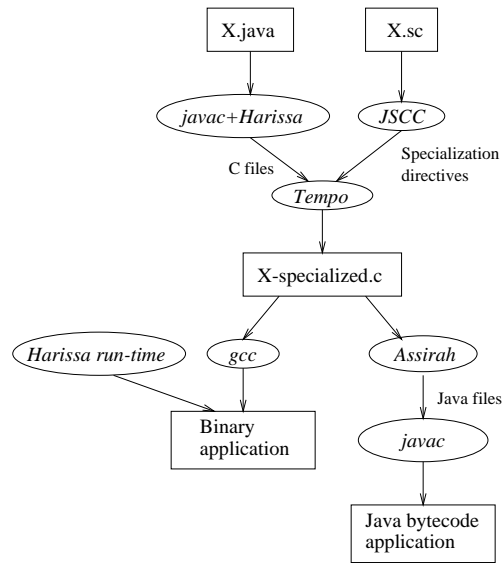 X.java
X.sc
javac+Harissa
JSCC
C files
Specialization
directives
Tempo
X-specialized.c
Harissa run-time
gcc
Assirah
Java files
Binary
application
javac
Java bytecode
application